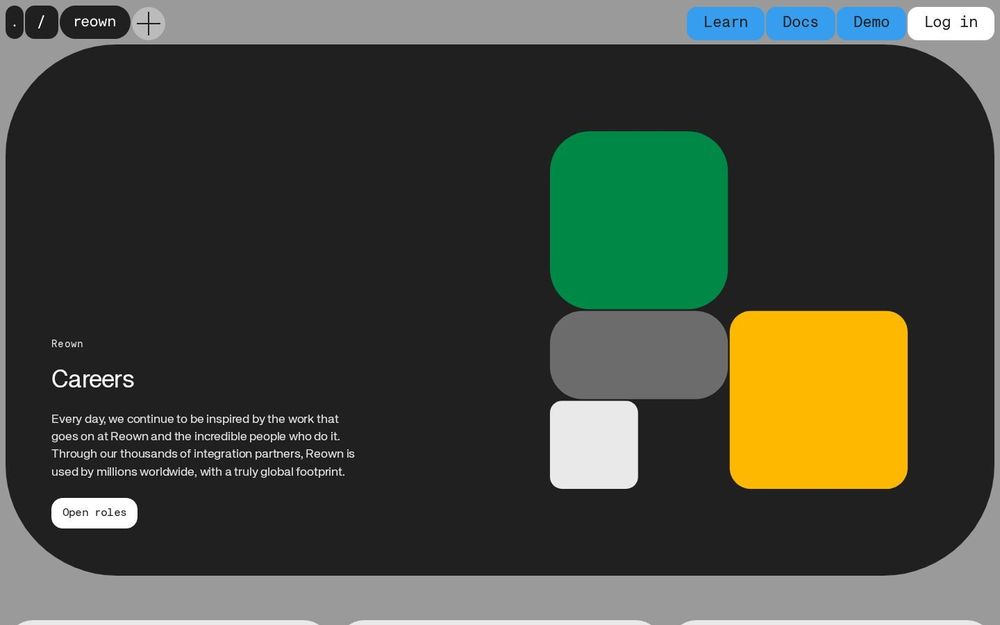 . / reown
Learn Docs Demo Log in
Reown
Careers
Every day, we continue to be inspired by the work that
goes on at Reown and the incredible people who do it.
Through our thousands of integration partners, Reown is
used by millions worldwide, with a truly global footprint.
Open roles